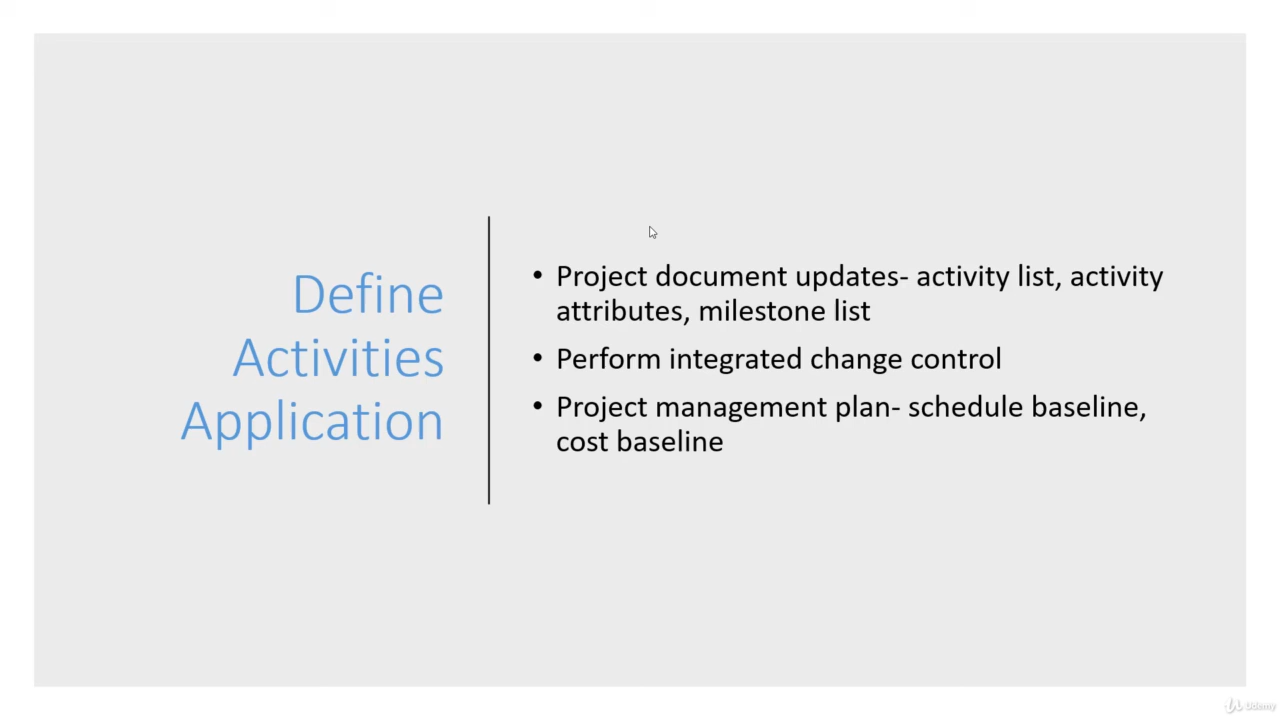 Define
Activities
Application
• Project document updates- activity list, activity
attributes, milestone list
• Perform integrated change control
• Project management plan- schedule baseline,
cost baseline
Udemy